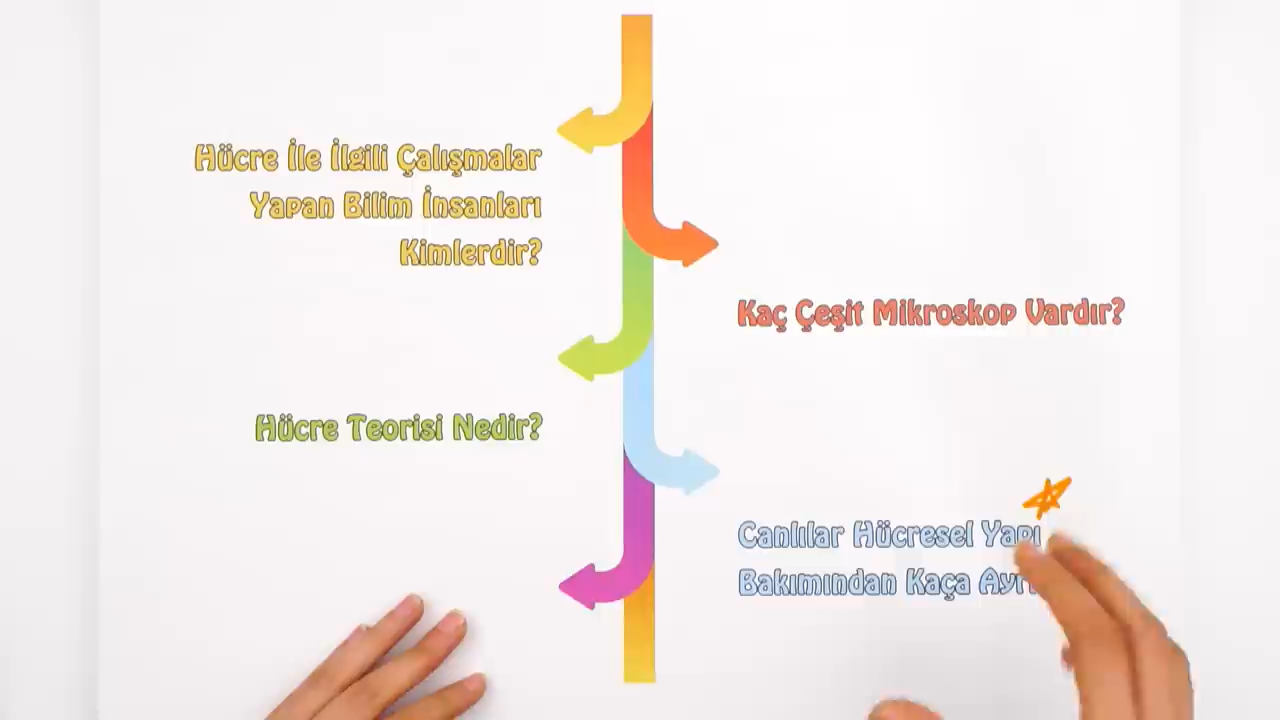 Hücre İle İlgili Çalışmalar
Yapan Bilim İnsanları
Kimlerdir?
Kaç Çeşit Mikroskop Vardır?
Hücre Teorisi Nedir?
Canlılar Hücresel Yapı
Bakımından Kaça